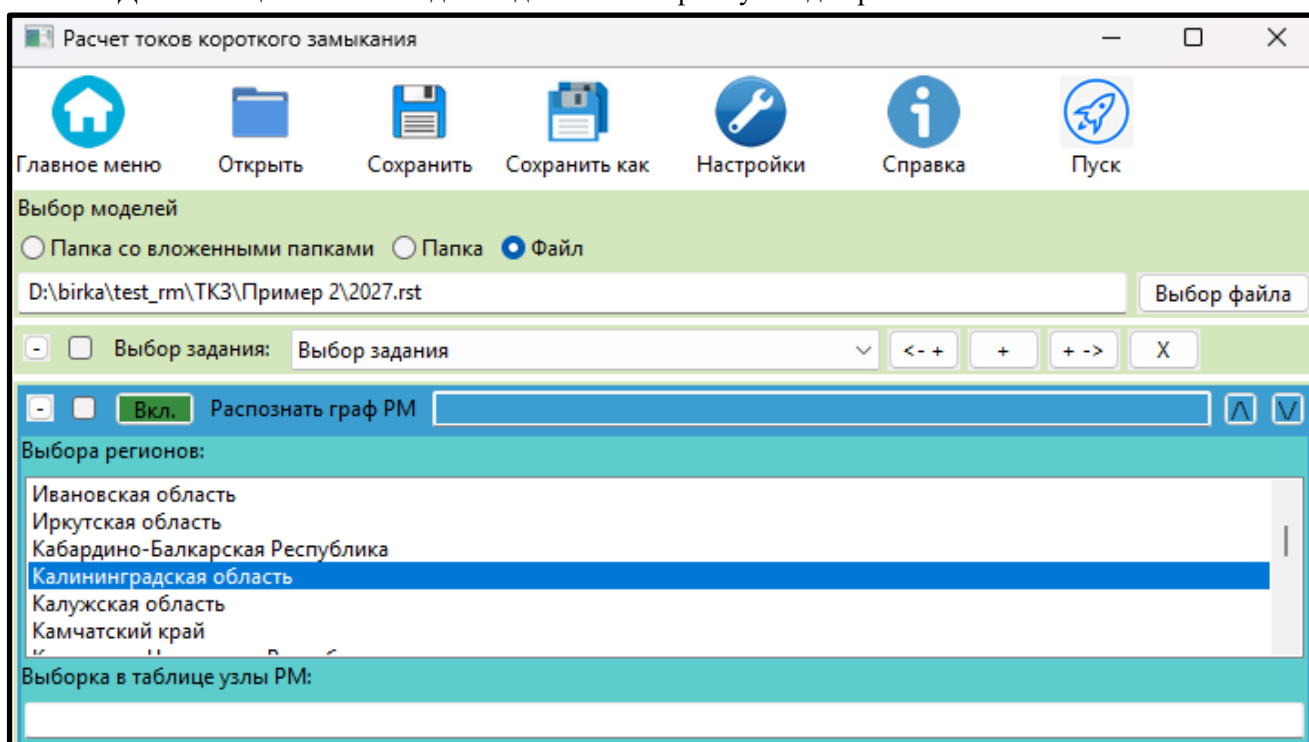 Расчет токов короткого замыкания
Главное меню Открыть Сохранить Сохранить как Настройки Справка Пуск
Выбор моделей
Папка со вложенными папками Папка Файл
D:\birka\test_rm\ТКЗ\Пример 2\2027.rst Выбор файла
- Выбор задания: Выбор задания <- + + + -> X
- Вкл. Распознать граф РМ /\ \/
Выбора регионов:
Ивановская область
Иркутская область
Кабардино-Балкарская Республика
Калининградская область
Калужская область
Камчатский край
Выборка в таблице узлы РМ: